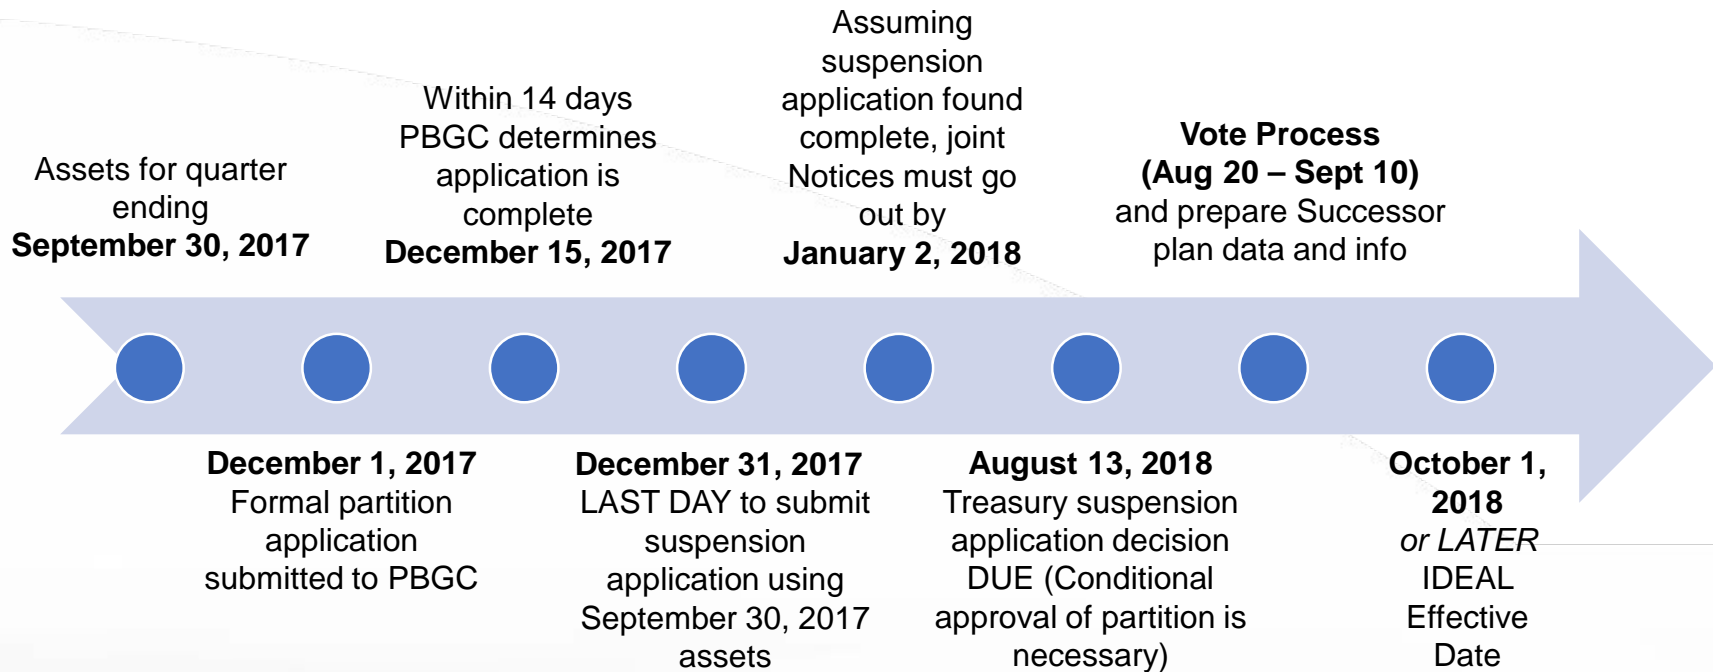 Assets for quarter
ending
September 30, 2017
Within 14 days
PBGC determines
application is
complete
December 15, 2017
Assuming
suspension
application found
complete, joint
Notices must go
out by
January 2, 2018
Vote Process
(Aug 20 – Sept 10)
and prepare Successor
plan data and info
December 1, 2017
Formal partition
application
submitted to PBGC
December 31, 2017
LAST DAY to submit
suspension
application using
September 30, 2017
assets
August 13, 2018
Treasury suspension
application decision
DUE (Conditional
approval of partition is
necessary)
October 1,
2018
or LATER
IDEAL
Effective
Date